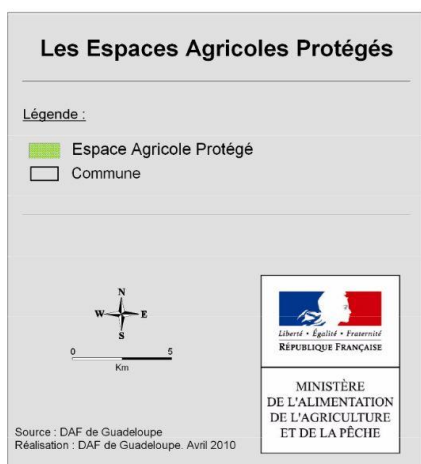 Les Espaces Agricoles Protégés
Légende :
Espace Agricole Protégé
Commune
N
W E
S
0 5
Km
Liberté • Égalité • Fraternité
RÉPUBLIQUE FRANÇAISE
MINISTÈRE
DE L'ALIMENTATION
DE L'AGRICULTURE
ET DE LA PÊCHE
Source : DAF de Guadeloupe
Réalisation : DAF de Guadeloupe. Avril 2010